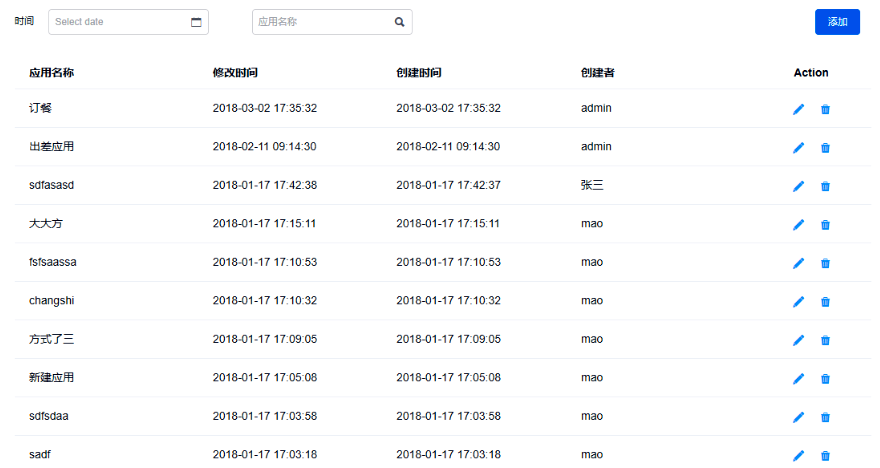 时间 Select date 应用名称 添加
应用名称 修改时间 创建时间 创建者 Action
订餐 2018-03-02 17:35:32 2018-03-02 17:35:32 admin
出差应用 2018-02-11 09:14:30 2018-02-11 09:14:30 admin
sdfasasd 2018-01-17 17:42:38 2018-01-17 17:42:37 张三
大大方 2018-01-17 17:15:11 2018-01-17 17:15:11 mao
fsfsaassa 2018-01-17 17:10:53 2018-01-17 17:10:53 mao
changshi 2018-01-17 17:10:32 2018-01-17 17:10:32 mao
方式了三 2018-01-17 17:09:05 2018-01-17 17:09:05 mao
新建应用 2018-01-17 17:05:08 2018-01-17 17:05:08 mao
sdfsdaa 2018-01-17 17:03:58 2018-01-17 17:03:58 mao
sadf 2018-01-17 17:03:18 2018-01-17 17:03:18 mao